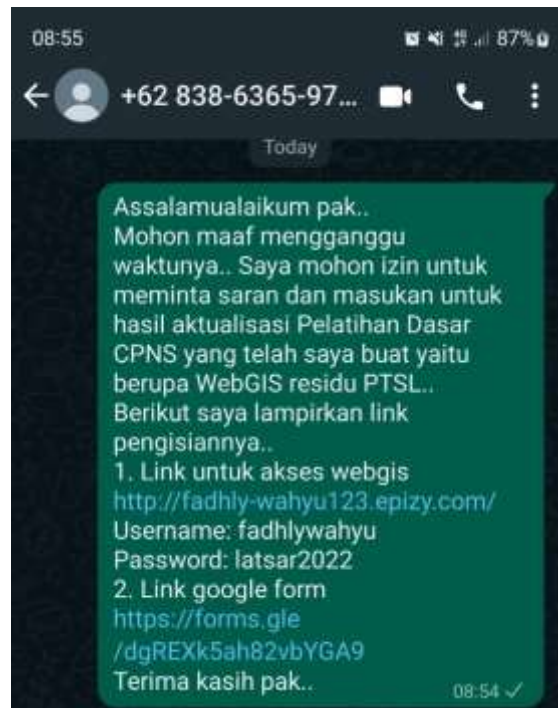 08:55
87%
+62 838-6365-97...
Today
Assalamualaikum pak..
Mohon maaf mengganggu
waktunya.. Saya mohon izin untuk
meminta saran dan masukan untuk
hasil aktualisasi Pelatihan Dasar
CPNS yang telah saya buat yaitu
berupa WebGIS residu PTSL..
Berikut saya lampirkan link
pengisiannya..
1. Link untuk akses webgis
http://fadhly-wahyu123.epizy.com/
Username: fadhlywahyu
Password: latsar2022
2. Link google form
https://forms.gle
/dgREXk5ah82vbYGA9
Terima kasih pak..
08:54